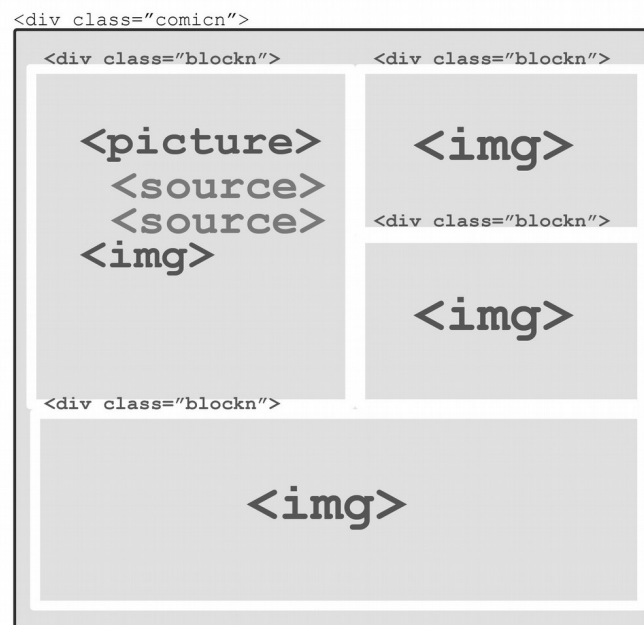 <div class=”comicn”>
<div class=”blockn”>
<picture>
<source>
<source>
<img>
<div class=”blockn”>
<img>
<div class=”blockn”>
<img>
<div class=”blockn”>
<img>